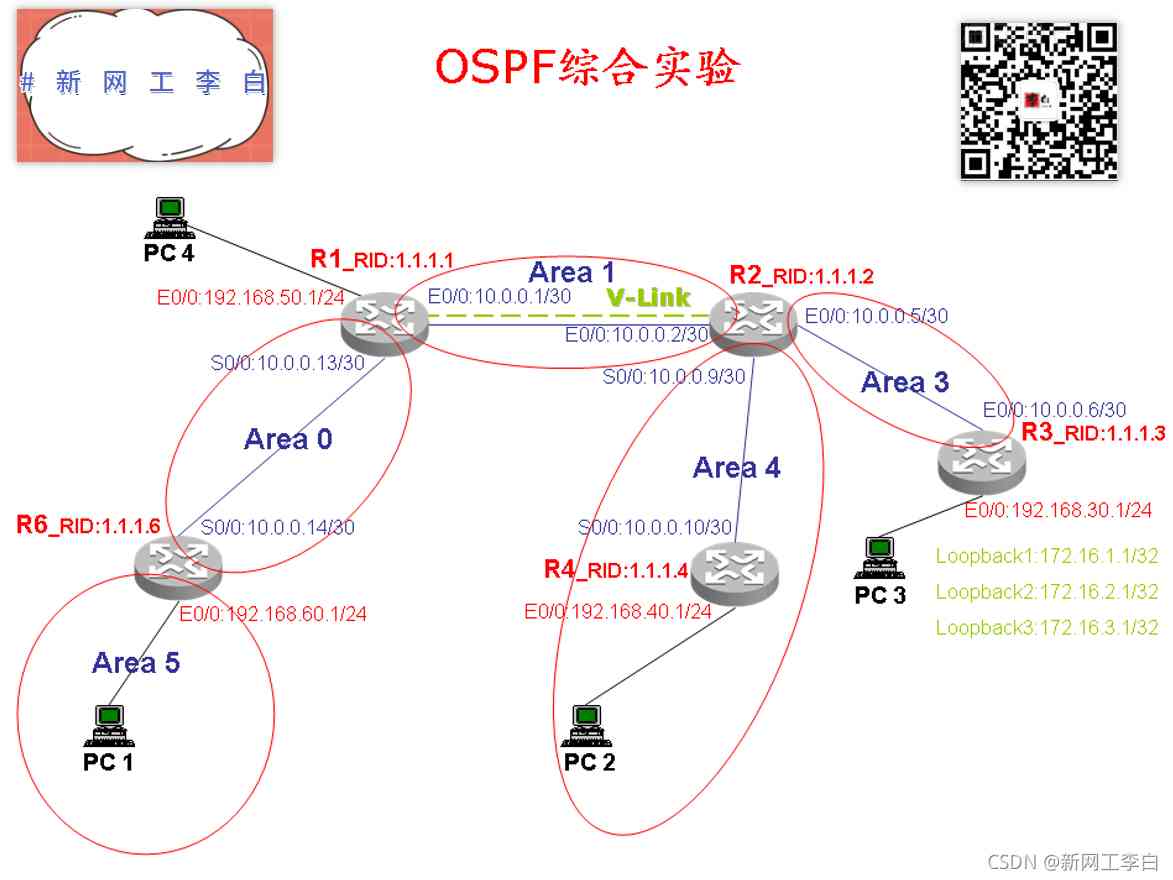 # 新 网 工 李 白
OSPF综合实验
PC 4
R1_RID:1.1.1.1
Area 1
R2_RID:1.1.1.2
E0/0:192.168.50.1/24
E0/0:10.0.0.1/30
V-Link
E0/0:10.0.0.5/30
E0/0:10.0.0.2/30
S0/0:10.0.0.13/30
S0/0:10.0.0.9/30
Area 3
E0/0:10.0.0.6/30
R3_RID:1.1.1.3
Area 0
Area 4
E0/0:192.168.30.1/24
R6_RID:1.1.1.6
S0/0:10.0.0.14/30
S0/0:10.0.0.10/30
Loopback1:172.16.1.1/32
R4_RID:1.1.1.4
PC 3
Loopback2:172.16.2.1/32
E0/0:192.168.60.1/24
E0/0:192.168.40.1/24
Loopback3:172.16.3.1/32
Area 5
PC 1
PC 2
CSDN @新网工李白